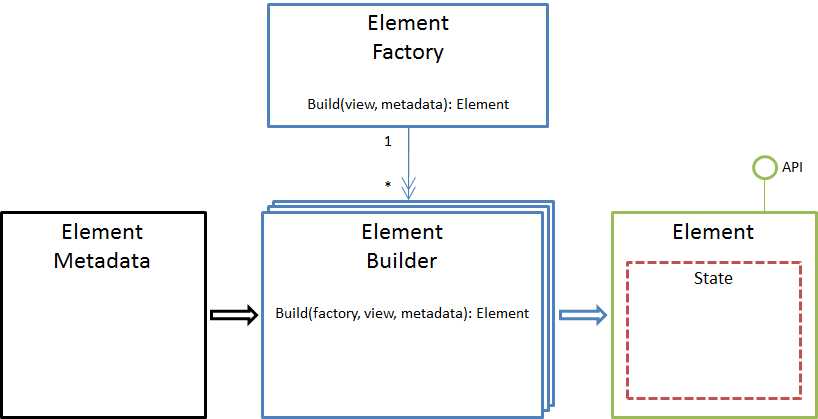 Element
Factory
Build(view, metadata): Element
1
*
API
Element
Metadata
Element
Builder
Build(factory, view, metadata): Element
Element
State